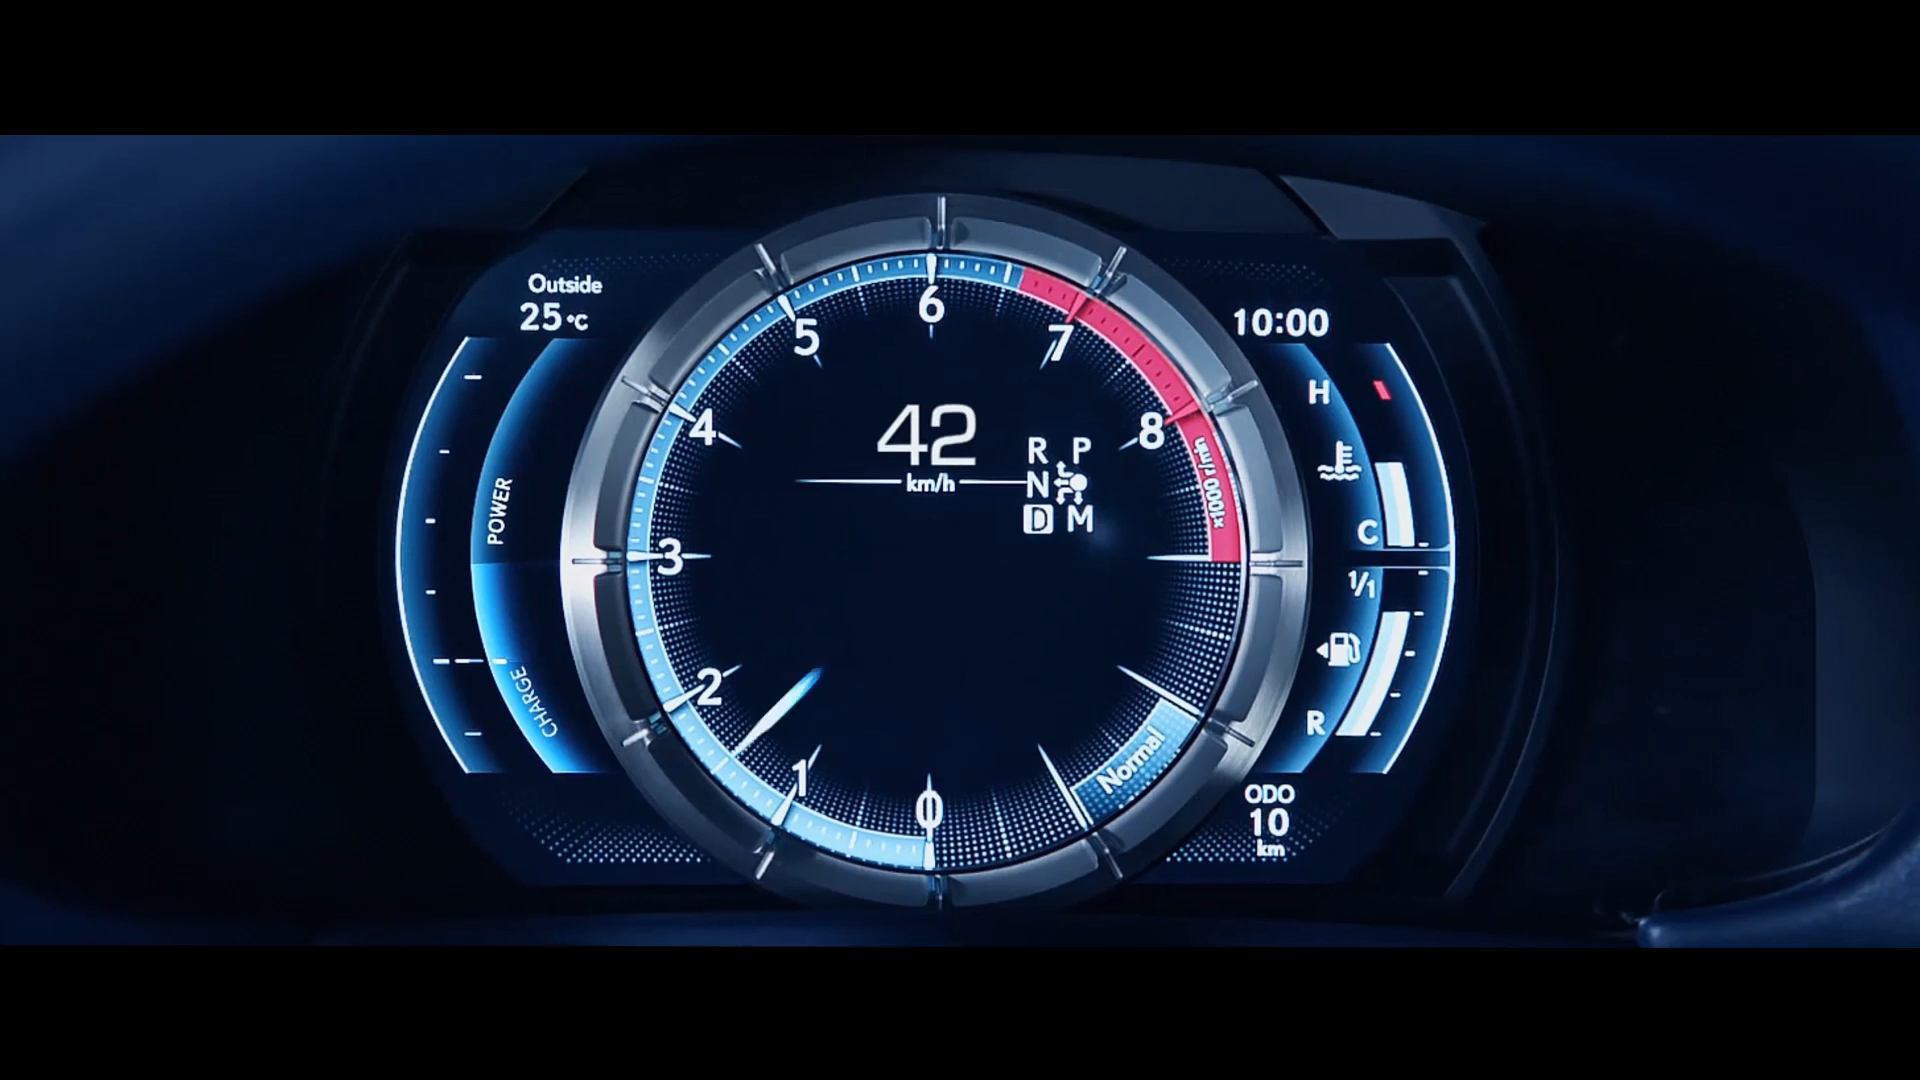 Outside
25°C
10:00
POWER
CHARGE
0
1
2
3
4
5
6
7
8
×1000 r/min
42
km/h
R P
N
D M
Normal
H
C
1/1
R
ODO
10
km